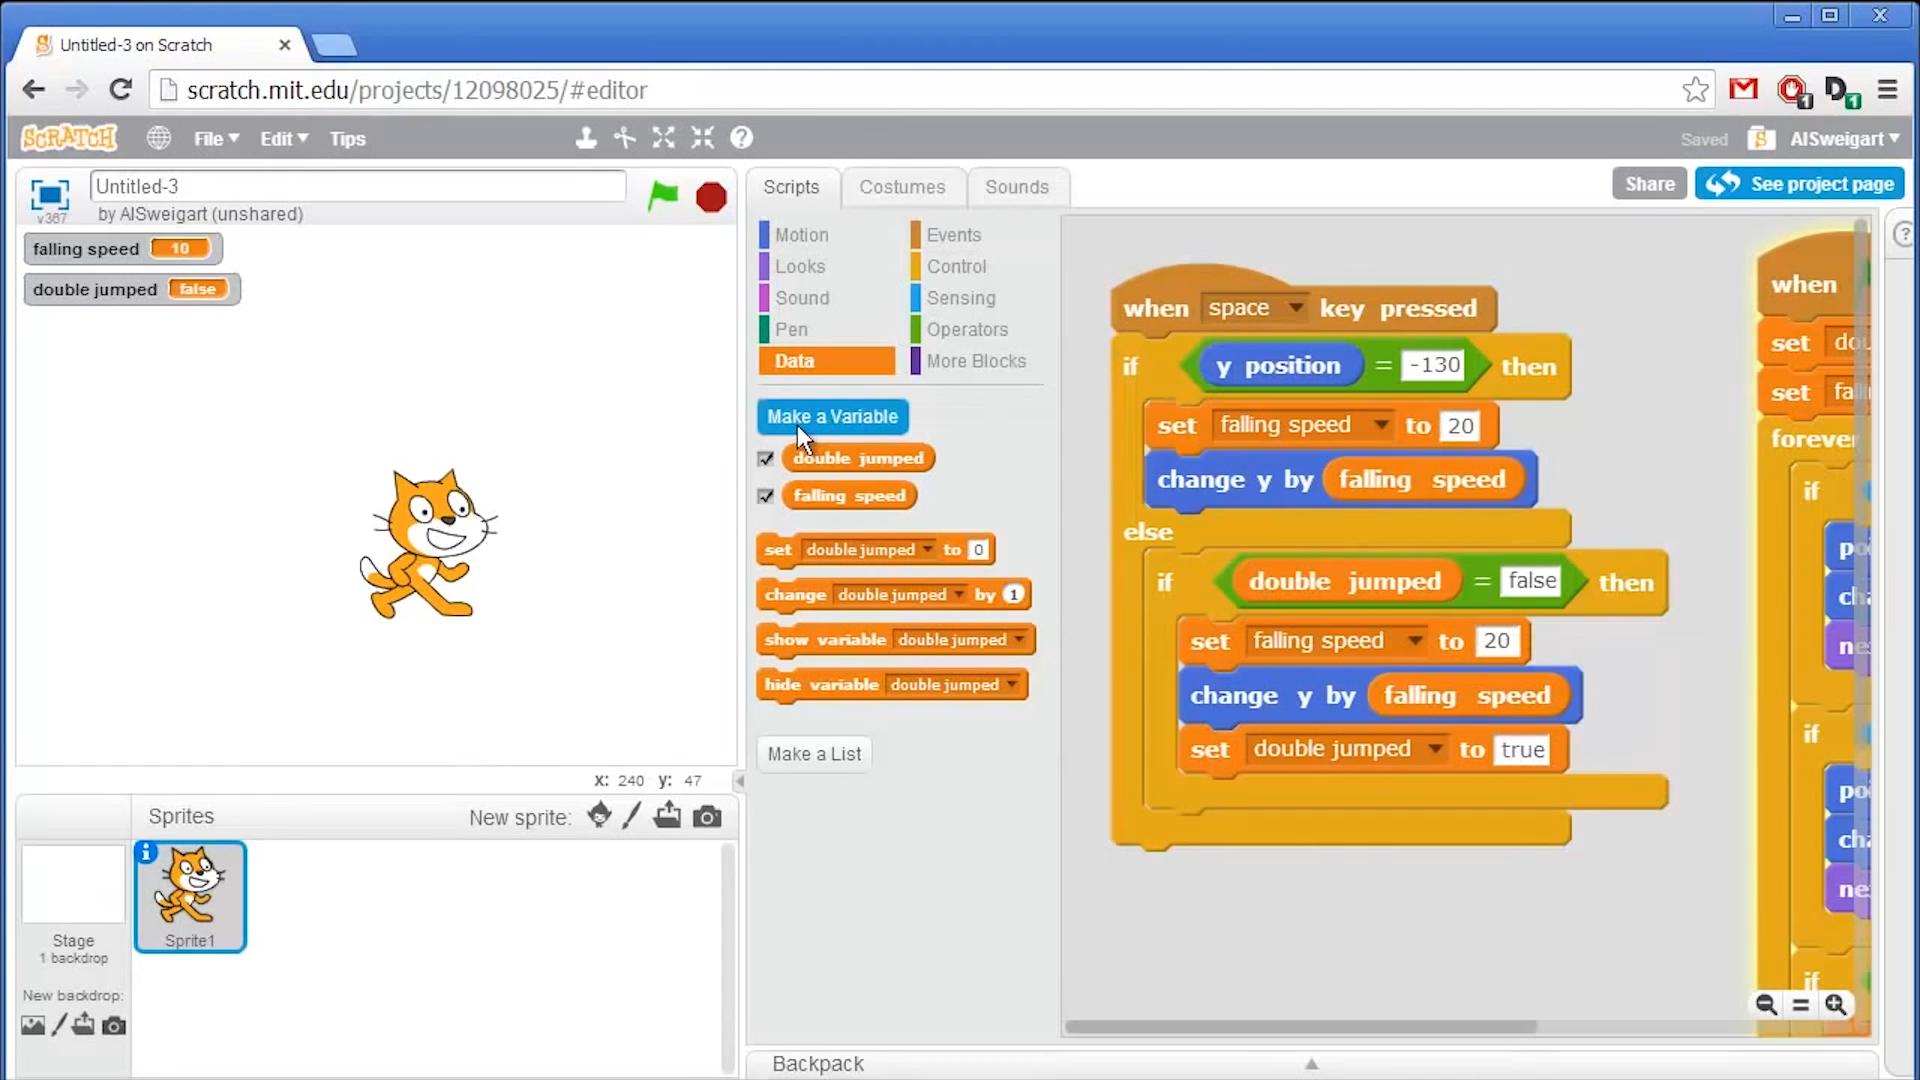 Untitled-3 on Scratch
scratch.mit.edu/projects/12098025/#editor
1
1
SCRATCH
File
Edit
Tips
Saved
AlSweigart
Untitled-3
v367
by AlSweigart (unshared)
Scripts
Costumes
Sounds
Share
See project page
falling speed 10
double jumped false
Motion
Looks
Sound
Pen
Data
Events
Control
Sensing
Operators
More Blocks
Make a Variable
double jumped
falling speed
set double jumped to 0
change double jumped by 1
show variable double jumped
hide variable double jumped
Make a List
when space key pressed
if y position = -130 then
set falling speed to 20
change y by falling speed
else
if double jumped = false then
set falling speed to 20
change y by falling speed
set double jumped to true
when
set
set
forever
if
if
if
x: 240 y: 47
Sprites
New sprite:
Sprite1
Stage
1 backdrop
New backdrop:
Backpack